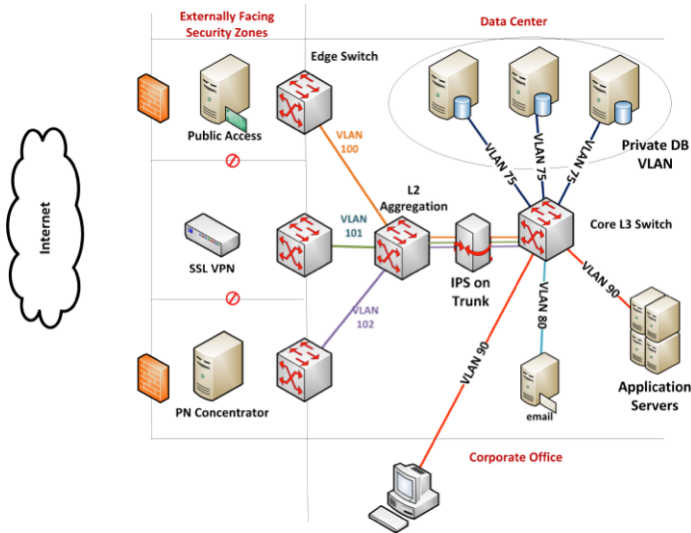 Externally Facing
Security Zones
Data Center
Edge Switch
Public Access
VLAN
100
Private DB
VLAN
VLAN 75
VLAN 75
VLAN 75
Internet
L2
Aggregation
VLAN
101
SSL VPN
IPS on
Trunk
Core L3 Switch
VLAN 90
VLAN 80
VLAN 90
VLAN
102
PN Concentrator
email
Application
Servers
Corporate Office